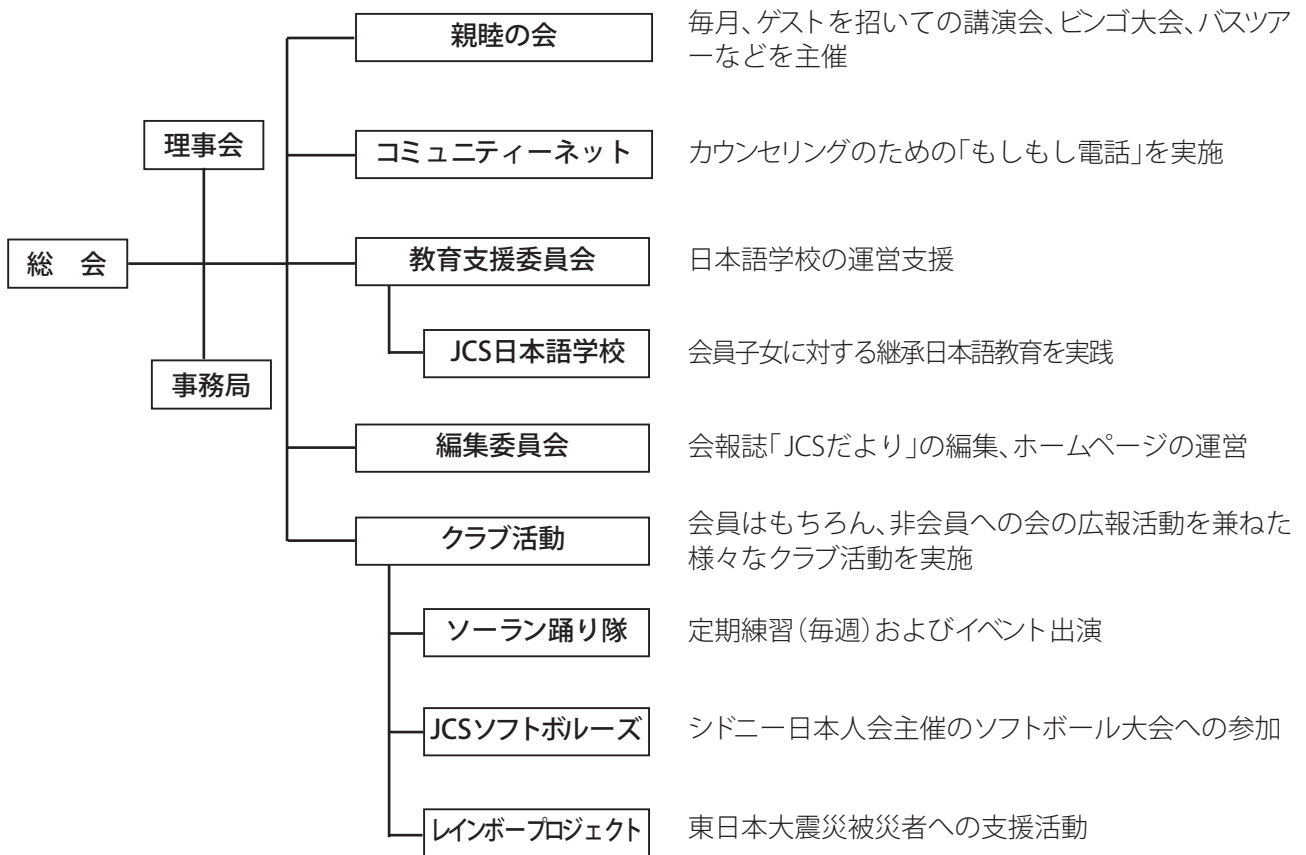 親睦の会
毎月、ゲストを招いての講演会、ビンゴ大会、バスツア
ーなどを主催
理事会
コミュニティーネット
カウンセリングのための「もしもし電話」を実施
総　会
教育支援委員会
日本語学校の運営支援
JCS日本語学校
会員子女に対する継承日本語教育を実践
事務局
編集委員会
会報誌「JCSだより」の編集、ホームページの運営
クラブ活動
会員はもちろん、非会員への会の広報活動を兼ねた
様々なクラブ活動を実施
ソーラン踊り隊
定期練習（毎週）およびイベント出演
JCSソフトボルーズ
シドニー日本人会主催のソフトボール大会への参加
レインボープロジェクト
東日本大震災被災者への支援活動